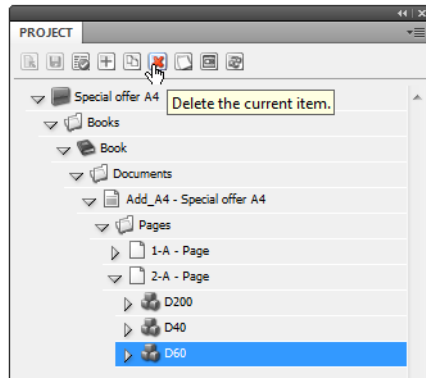 PROJECT
Special offer A4
Delete the current item.
Books
Book
Documents
Add_A4 - Special offer A4
Pages
1-A - Page
2-A - Page
D200
D40
D60